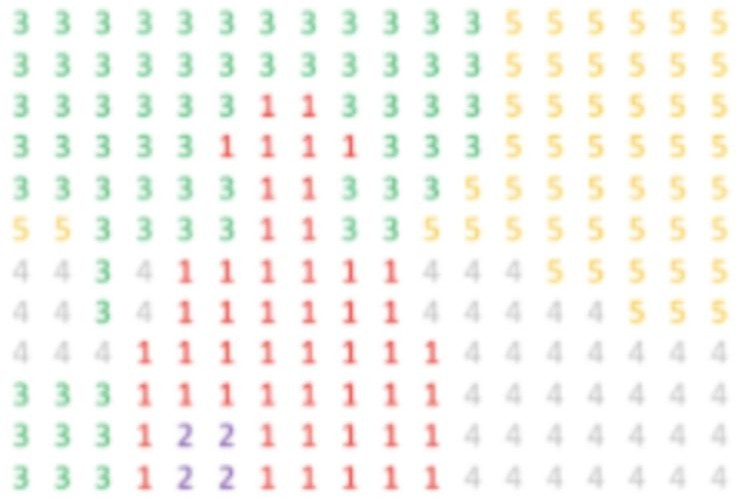 3 3 3 3 3 3 3 3 3 3 3 3 5 5 5 5 5 5
3 3 3 3 3 3 3 3 3 3 3 3 5 5 5 5 5 5
3 3 3 3 3 3 1 1 3 3 3 3 5 5 5 5 5 5
3 3 3 3 3 1 1 1 1 3 3 3 5 5 5 5 5 5
3 3 3 3 3 3 1 1 3 3 3 5 5 5 5 5 5 5
5 5 3 3 3 3 1 1 3 3 5 5 5 5 5 5 5 5
4 4 3 4 1 1 1 1 1 1 4 4 4 5 5 5 5 5
4 4 3 4 1 1 1 1 1 1 4 4 4 4 4 5 5 5
4 4 4 1 1 1 1 1 1 1 1 4 4 4 4 4 4 4
3 3 3 1 1 1 1 1 1 1 1 4 4 4 4 4 4 4
3 3 3 1 2 2 1 1 1 1 1 4 4 4 4 4 4 4
3 3 3 1 2 2 1 1 1 1 1 4 4 4 4 4 4 4